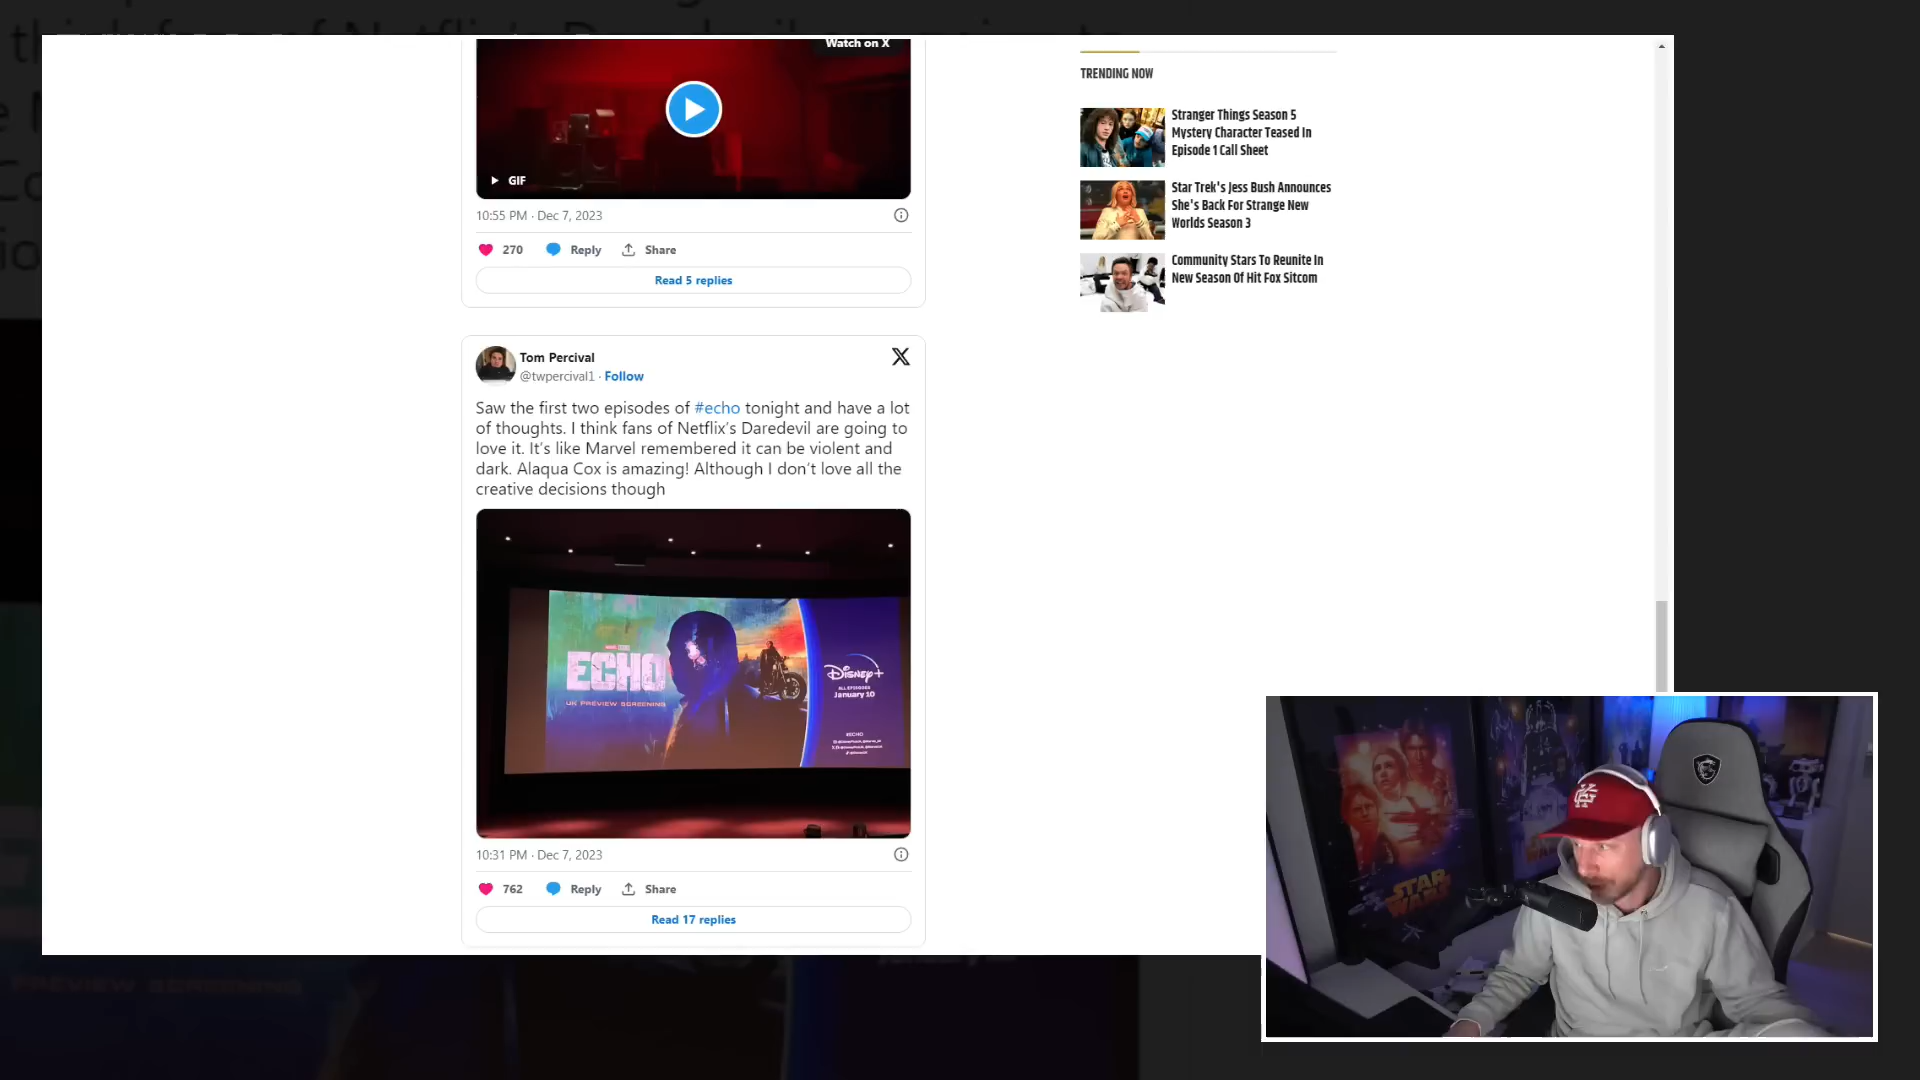 Watch on X
GIF
10:55 PM · Dec 7, 2023
270 Reply Share
Read 5 replies
Tom Percival
@twpercival1 · Follow
Saw the first two episodes of #echo tonight and have a lot
of thoughts. I think fans of Netflix's Daredevil are going to
love it. It's like Marvel remembered it can be violent and
dark. Alaqua Cox is amazing! Although I don't love all the
creative decisions though
ECHO
UK PREVIEW SCREENING
Disney+
ALL EPISODES
January 10
#ECHO
10:31 PM · Dec 7, 2023
762 Reply Share
Read 17 replies
TRENDING NOW
Stranger Things Season 5
Mystery Character Teased In
Episode 1 Call Sheet
Star Trek's Jess Bush Announces
She's Back For Strange New
Worlds Season 3
Community Stars To Reunite In
New Season Of Hit Fox Sitcom
STAR
WARS